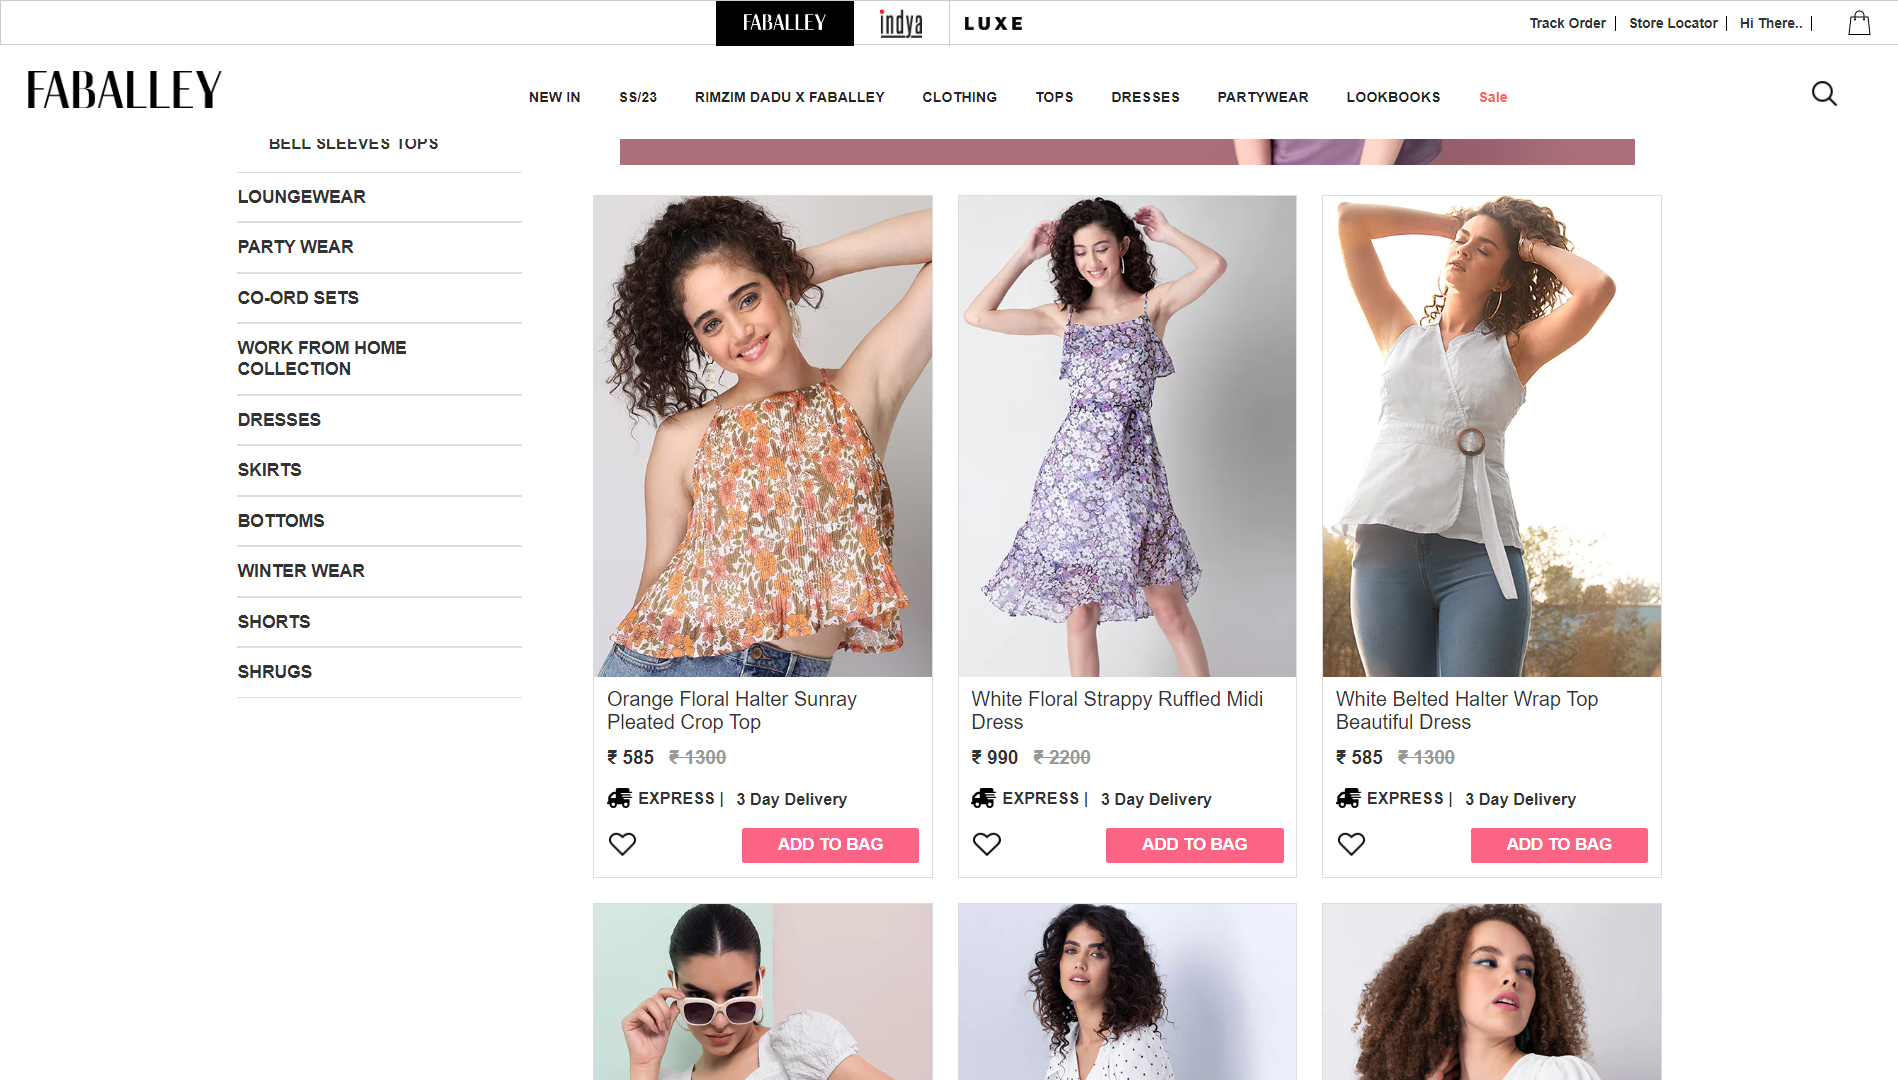 FABALLEY
indya
LUXE
Track Order
Store Locator
Hi There..
FABALLEY
NEW IN
SS/23
RIMZIM DADU X FABALLEY
CLOTHING
TOPS
DRESSES
PARTYWEAR
LOOKBOOKS
Sale
BELL SLEEVES TOPS
LOUNGEWEAR
PARTY WEAR
CO-ORD SETS
WORK FROM HOME
COLLECTION
DRESSES
SKIRTS
BOTTOMS
WINTER WEAR
SHORTS
SHRUGS
Orange Floral Halter Sunray
Pleated Crop Top
₹ 585 ₹ 1300
EXPRESS | 3 Day Delivery
ADD TO BAG
White Floral Strappy Ruffled Midi
Dress
₹ 990 ₹ 2200
EXPRESS | 3 Day Delivery
ADD TO BAG
White Belted Halter Wrap Top
Beautiful Dress
₹ 585 ₹ 1300
EXPRESS | 3 Day Delivery
ADD TO BAG